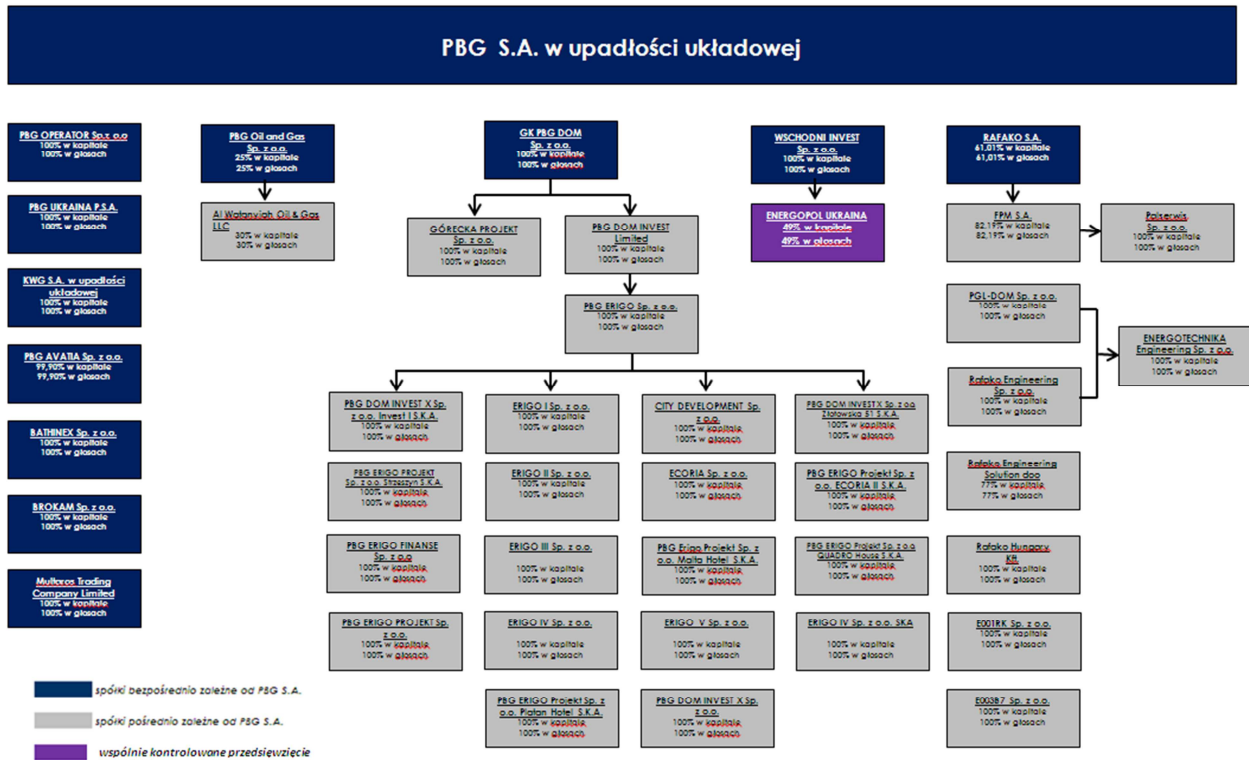 PBG S.A. w upadłości układowej
PBG OPERATOR Sp.z o.o
100% w kapitale
100% w głosach
PBG UKRAINA P.S.A.
100% w kapitale
100% w głosach
KWG S.A. w upadłości
układowej
100% w kapitale
100% w głosach
PBG AVATIA Sp. z o.o.
99,90% w kapitale
99,90% w głosach
BATHINEX Sp. z o.o.
100% w kapitale
100% w głosach
BROKAM Sp. z o.o.
100% w kapitale
100% w głosach
Multaros Trading
Company Limited
100% w kapitale
100% w głosach
PBG Oil and Gas
Sp. z o.o.
25% w kapitale
25% w głosach
Al Watanyiah Oil & Gas
LLC
30% w kapitale
30% w głosach
GK PBG DOM
Sp. z o.o.
100% w kapitale
100% w głosach
GÓRECKA PROJEKT
Sp. z o.o.
100% w kapitale
100% w głosach
PBG DOM INVEST
Limited
100% w kapitale
100% w głosach
PBG ERIGO Sp. z o.o.
100% w kapitale
100% w głosach
PBG DOM INVEST X Sp.
z o.o. Invest I S.K.A.
100% w kapitale
100% w głosach
PBG ERIGO PROJEKT
Sp. z o.o. Strzeszyn S.K.A.
100% w kapitale
100% w głosach
PBG ERIGO FINANSE
Sp. z o.o
100% w kapitale
100% w głosach
PBG ERIGO PROJEKT Sp.
z o.o.
100% w kapitale
100% w głosach
ERIGO I Sp. z o.o.
100% w kapitale
100% w głosach
ERIGO II Sp. z o.o.
100% w kapitale
100% w głosach
ERIGO III Sp. z o.o.
100% w kapitale
100% w głosach
ERIGO IV Sp. z o.o.
100% w kapitale
100% w głosach
PBG ERIGO Projekt Sp. z
o.o. Platan Hotel S.K.A.
100% w kapitale
100% w głosach
CITY DEVELOPMENT Sp.
z o.o.
100% w kapitale
100% w głosach
ECORIA Sp. z o.o.
100% w kapitale
100% w głosach
PBG Erigo Projekt Sp. z
o.o. Malta Hotel S.K.A.
100% w kapitale
100% w głosach
ERIGO V Sp. z o.o.
100% w kapitale
100% w głosach
PBG DOM INVEST X Sp.
z o.o.
100% w kapitale
100% w głosach
PBG DOM INVEST X Sp. z o.o
Złotowska 51 S.K.A.
100% w kapitale
100% w głosach
PBG ERIGO Projekt Sp. z
o.o. ECORIA II S.K.A.
100% w kapitale
100% w głosach
PBG ERIGO Projekt Sp. z o.o
QUADRO House S.K.A.
100% w kapitale
100% w głosach
ERIGO IV Sp. z o.o. SKA
100% w kapitale
100% w głosach
WSCHODNI INVEST
Sp. z o.o.
100% w kapitale
100% w głosach
ENERGOPOL UKRAINA
49% w kapitale
49% w głosach
RAFAKO S.A.
61,01% w kapitale
61,01% w głosach
FPM S.A.
82,19% w kapitale
82,19% w głosach
Palserwis
Sp. z o.o.
100% w kapitale
100% w głosach
PGL-DOM Sp. z o.o.
100% w kapitale
100% w głosach
Rafako Engineering
Sp. z o.o.
100% w kapitale
100% w głosach
ENERGOTECHNIKA
Engineering Sp. z o.o.
100% w kapitale
100% w głosach
Rafako Engineering
Solution doo
77% w kapitale
77% w głosach
Rafako Hungary
Kft.
100% w kapitale
100% w głosach
E001RK Sp. z o.o.
100% w kapitale
100% w głosach
E003B7 Sp. z o.o.
100% w kapitale
100% w głosach
spółki bezpośrednio zależne od PBG S.A.
spółki pośrednio zależne od PBG S.A.
wspólnie kontrolowane przedsięwzięcie